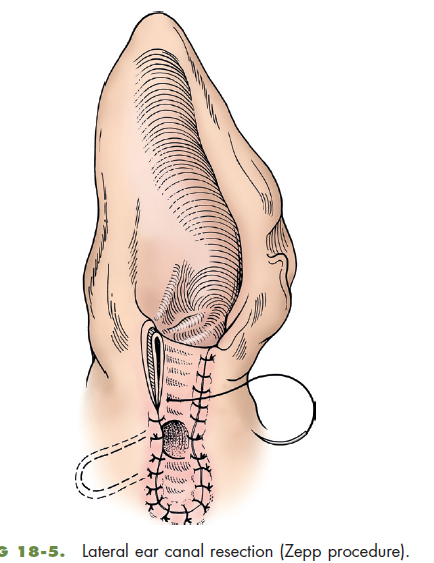 G 18-5. Lateral ear canal resection (Zepp procedure).